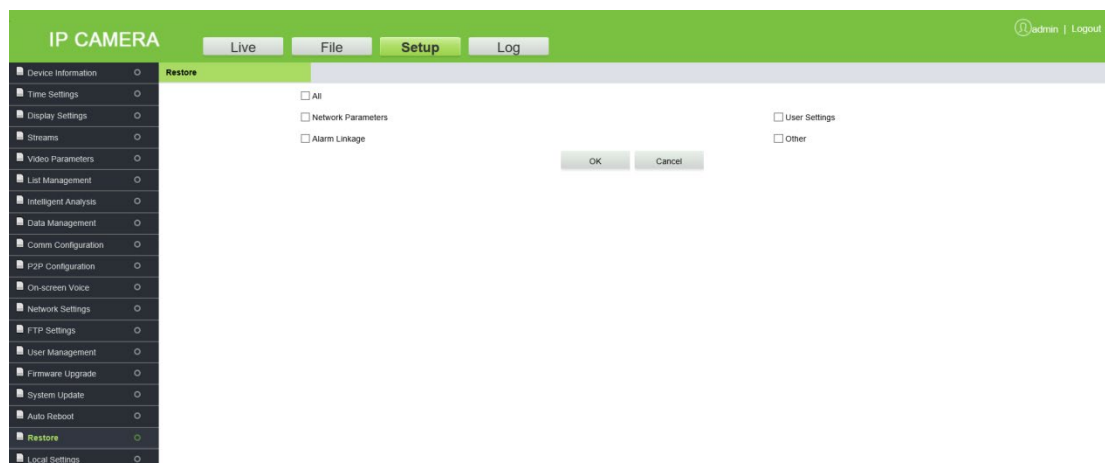 IP CAMERA
Live
File
Setup
Log
admin | Logout
Device Information
Restore
Time Settings
All
Display Settings
Network Parameters
User Settings
Streams
Alarm Linkage
Other
Video Parameters
OK
Cancel
List Management
Intelligent Analysis
Data Management
Comm Configuration
P2P Configuration
On-screen Voice
Network Settings
FTP Settings
User Management
Firmware Upgrade
System Update
Auto Reboot
Restore
Local Settings